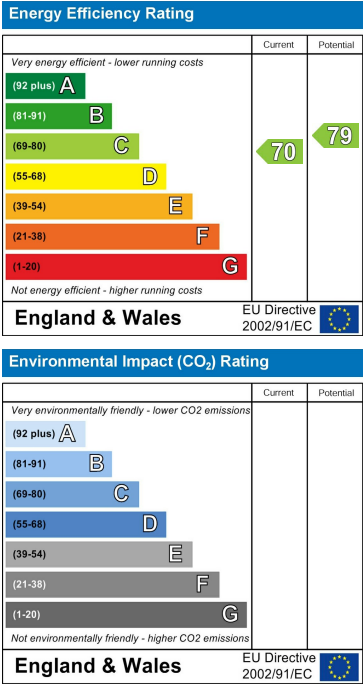 Energy Efficiency Rating
Current Potential
Very energy efficient - lower running costs
(92 plus) A
(81-91) B
(69-80) C
(55-68) D
(39-54) E
(21-38) F
(1-20) G
70
79
Not energy efficient - higher running costs
England & Wales
EU Directive
2002/91/EC
Environmental Impact (CO₂) Rating
Current Potential
Very environmentally friendly - lower CO2 emissions
(92 plus) A
(81-91) B
(69-80) C
(55-68) D
(39-54) E
(21-38) F
(1-20) G
Not environmentally friendly - higher CO2 emissions
England & Wales
EU Directive
2002/91/EC